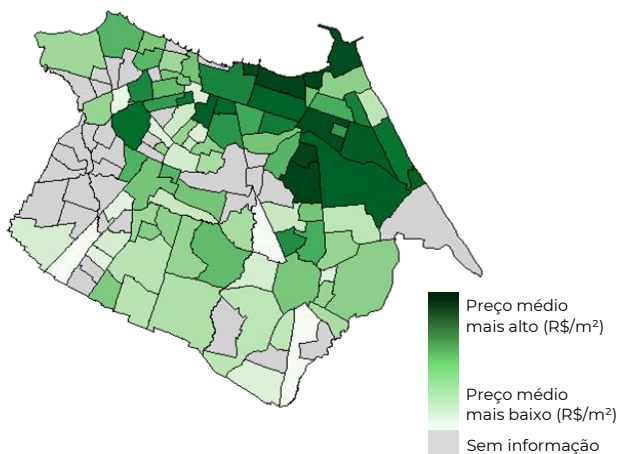 Preço médio
mais alto (R$/m²)
Preço médio
mais baixo (R$/m²)
Sem informação